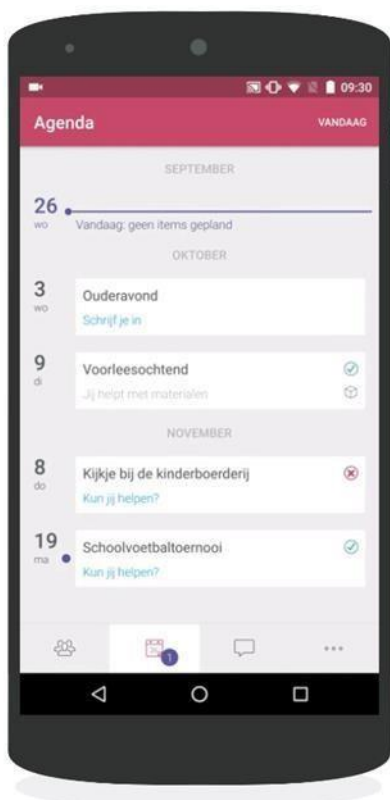 09:30
Agenda VANDAAG
SEPTEMBER
26
wo Vandaag: geen items gepland
OKTOBER
3 Ouderavond
wo Schrijf je in
9 Voorleesochtend
di Jij helpt met materialen
NOVEMBER
8 Kijkje bij de kinderboerderij
do Kun jij helpen?
19 Schoolvoetbaltoernooi
ma Kun jij helpen?
1